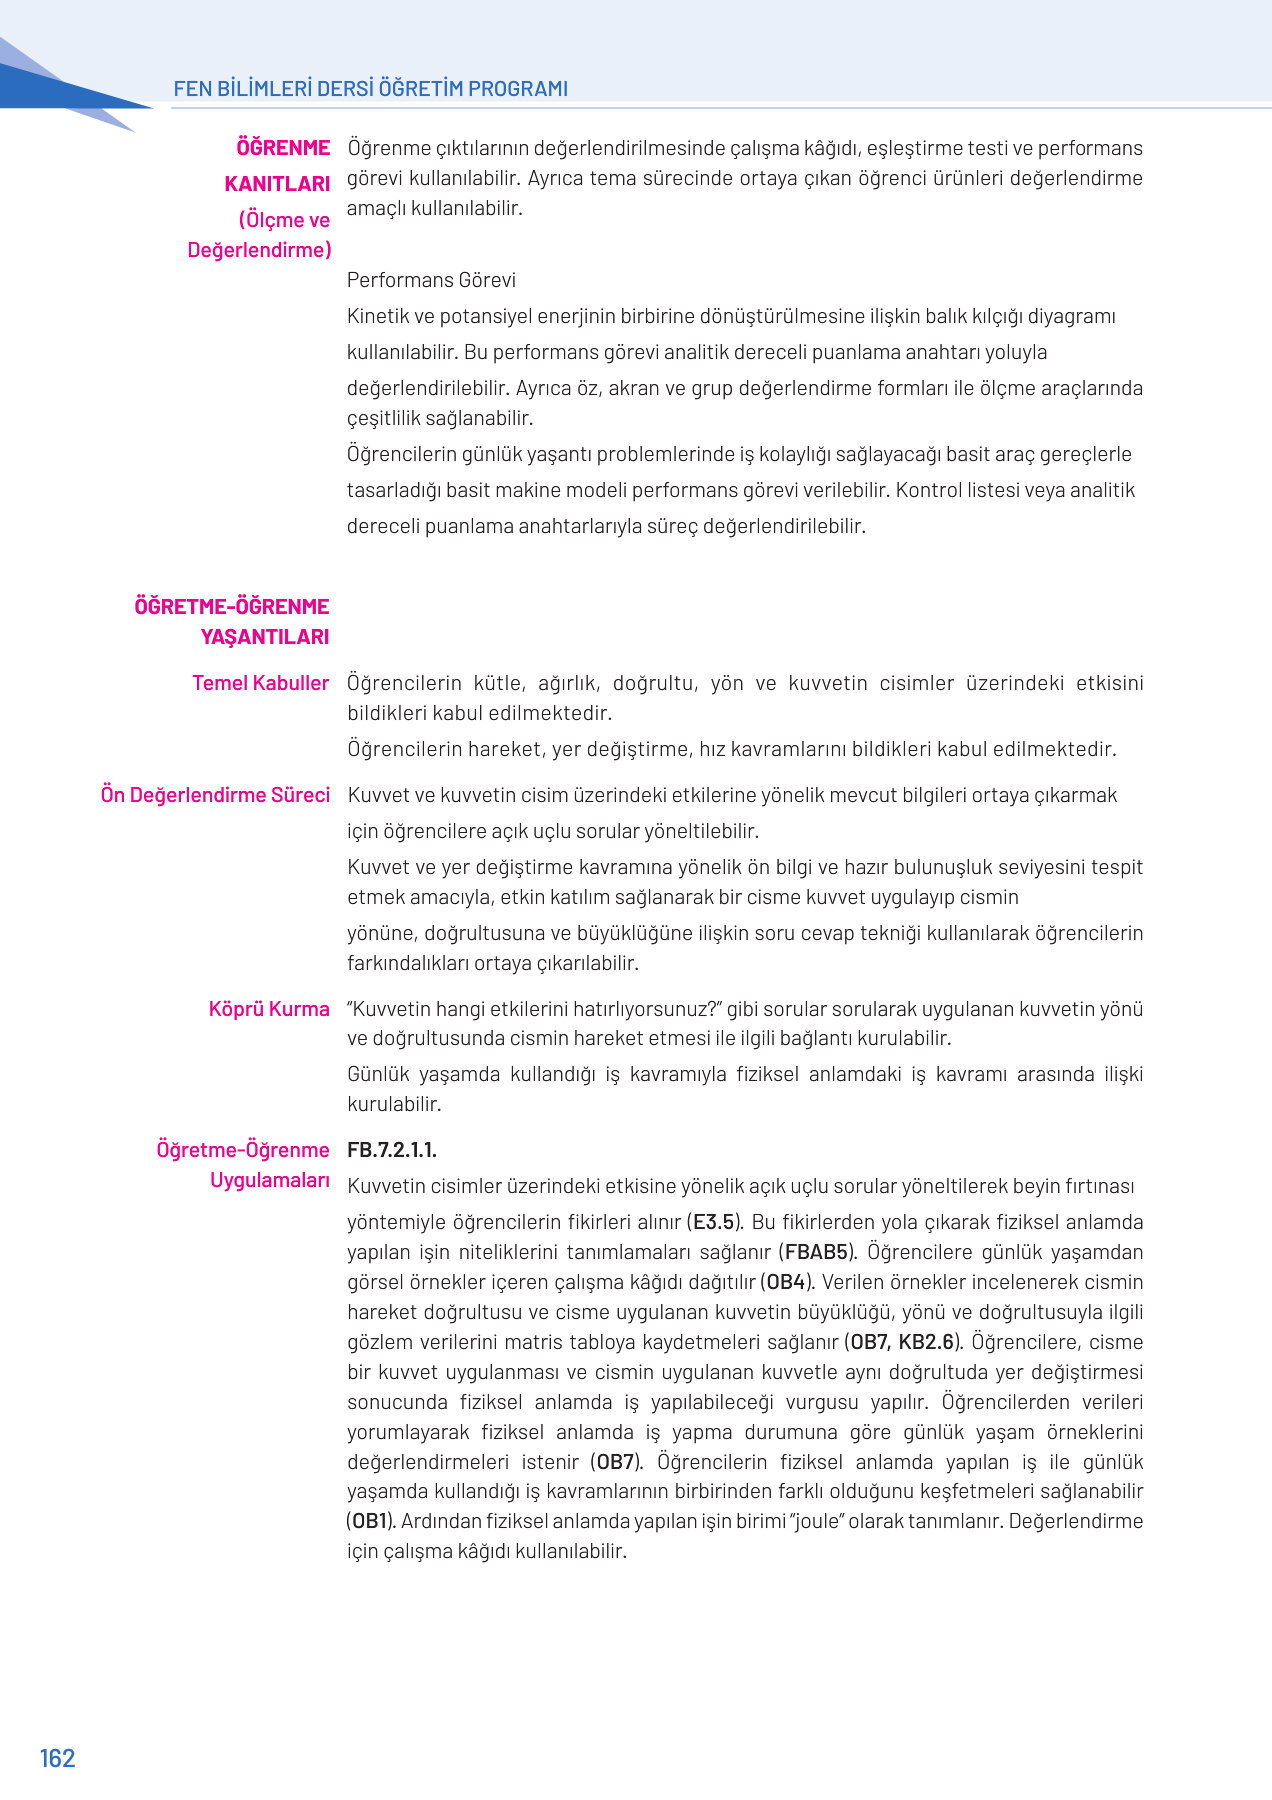 FEN BİLİMLERİ DERSİ ÖĞRETİM PROGRAMI
ÖĞRENME
KANITLARI
(Ölçme ve
Değerlendirme)
Öğrenme çıktılarının değerlendirilmesinde çalışma kâğıdı, eşleştirme testi ve performans
görevi kullanılabilir. Ayrıca tema sürecinde ortaya çıkan öğrenci ürünleri değerlendirme
amaçlı kullanılabilir.
Performans Görevi
Kinetik ve potansiyel enerjinin birbirine dönüştürülmesine ilişkin balık kılçığı diyagramı
kullanılabilir. Bu performans görevi analitik dereceli puanlama anahtarı yoluyla
değerlendirilebilir. Ayrıca öz, akran ve grup değerlendirme formları ile ölçme araçlarında
çeşitlilik sağlanabilir.
Öğrencilerin günlük yaşantı problemlerinde iş kolaylığı sağlayacağı basit araç gereçlerle
tasarladığı basit makine modeli performans görevi verilebilir. Kontrol listesi veya analitik
dereceli puanlama anahtarlarıyla süreç değerlendirilebilir.
ÖĞRETME-ÖĞRENME
YAŞANTILARI
Temel Kabuller
Öğrencilerin kütle, ağırlık, doğrultu, yön ve kuvvetin cisimler üzerindeki etkisini
bildikleri kabul edilmektedir.
Öğrencilerin hareket, yer değiştirme, hız kavramlarını bildikleri kabul edilmektedir.
Ön Değerlendirme Süreci
Kuvvet ve kuvvetin cisim üzerindeki etkilerine yönelik mevcut bilgileri ortaya çıkarmak
için öğrencilere açık uçlu sorular yöneltilebilir.
Kuvvet ve yer değiştirme kavramına yönelik ön bilgi ve hazır bulunuşluk seviyesini tespit
etmek amacıyla, etkin katılım sağlanarak bir cisme kuvvet uygulayıp cismin
yönüne, doğrultusuna ve büyüklüğüne ilişkin soru cevap tekniği kullanılarak öğrencilerin
farkındalıkları ortaya çıkarılabilir.
Köprü Kurma
“Kuvvetin hangi etkilerini hatırlıyorsunuz?” gibi sorular sorularak uygulanan kuvvetin yönü
ve doğrultusunda cismin hareket etmesi ile ilgili bağlantı kurulabilir.
Günlük yaşamda kullandığı iş kavramıyla fiziksel anlamdaki iş kavramı arasında ilişki
kurulabilir.
Öğretme-Öğrenme
Uygulamaları
FB.7.2.1.1.
Kuvvetin cisimler üzerindeki etkisine yönelik açık uçlu sorular yöneltilerek beyin fırtınası
yöntemiyle öğrencilerin fikirleri alınır (E3.5). Bu fikirlerden yola çıkarak fiziksel anlamda
yapılan işin niteliklerini tanımlamaları sağlanır (FBAB5). Öğrencilere günlük yaşamdan
görsel örnekler içeren çalışma kâğıdı dağıtılır (OB4). Verilen örnekler incelenerek cismin
hareket doğrultusu ve cisme uygulanan kuvvetin büyüklüğü, yönü ve doğrultusuyla ilgili
gözlem verilerini matris tabloya kaydetmeleri sağlanır (OB7, KB2.6). Öğrencilere, cisme
bir kuvvet uygulanması ve cismin uygulanan kuvvetle aynı doğrultuda yer değiştirmesi
sonucunda fiziksel anlamda iş yapılabileceği vurgusu yapılır. Öğrencilerden verileri
yorumlayarak fiziksel anlamda iş yapma durumuna göre günlük yaşam örneklerini
değerlendirmeleri istenir (OB7). Öğrencilerin fiziksel anlamda yapılan iş ile günlük
yaşamda kullandığı iş kavramlarının birbirinden farklı olduğunu keşfetmeleri sağlanabilir
(OB1). Ardından fiziksel anlamda yapılan işin birimi “joule” olarak tanımlanır. Değerlendirme
için çalışma kâğıdı kullanılabilir.
162